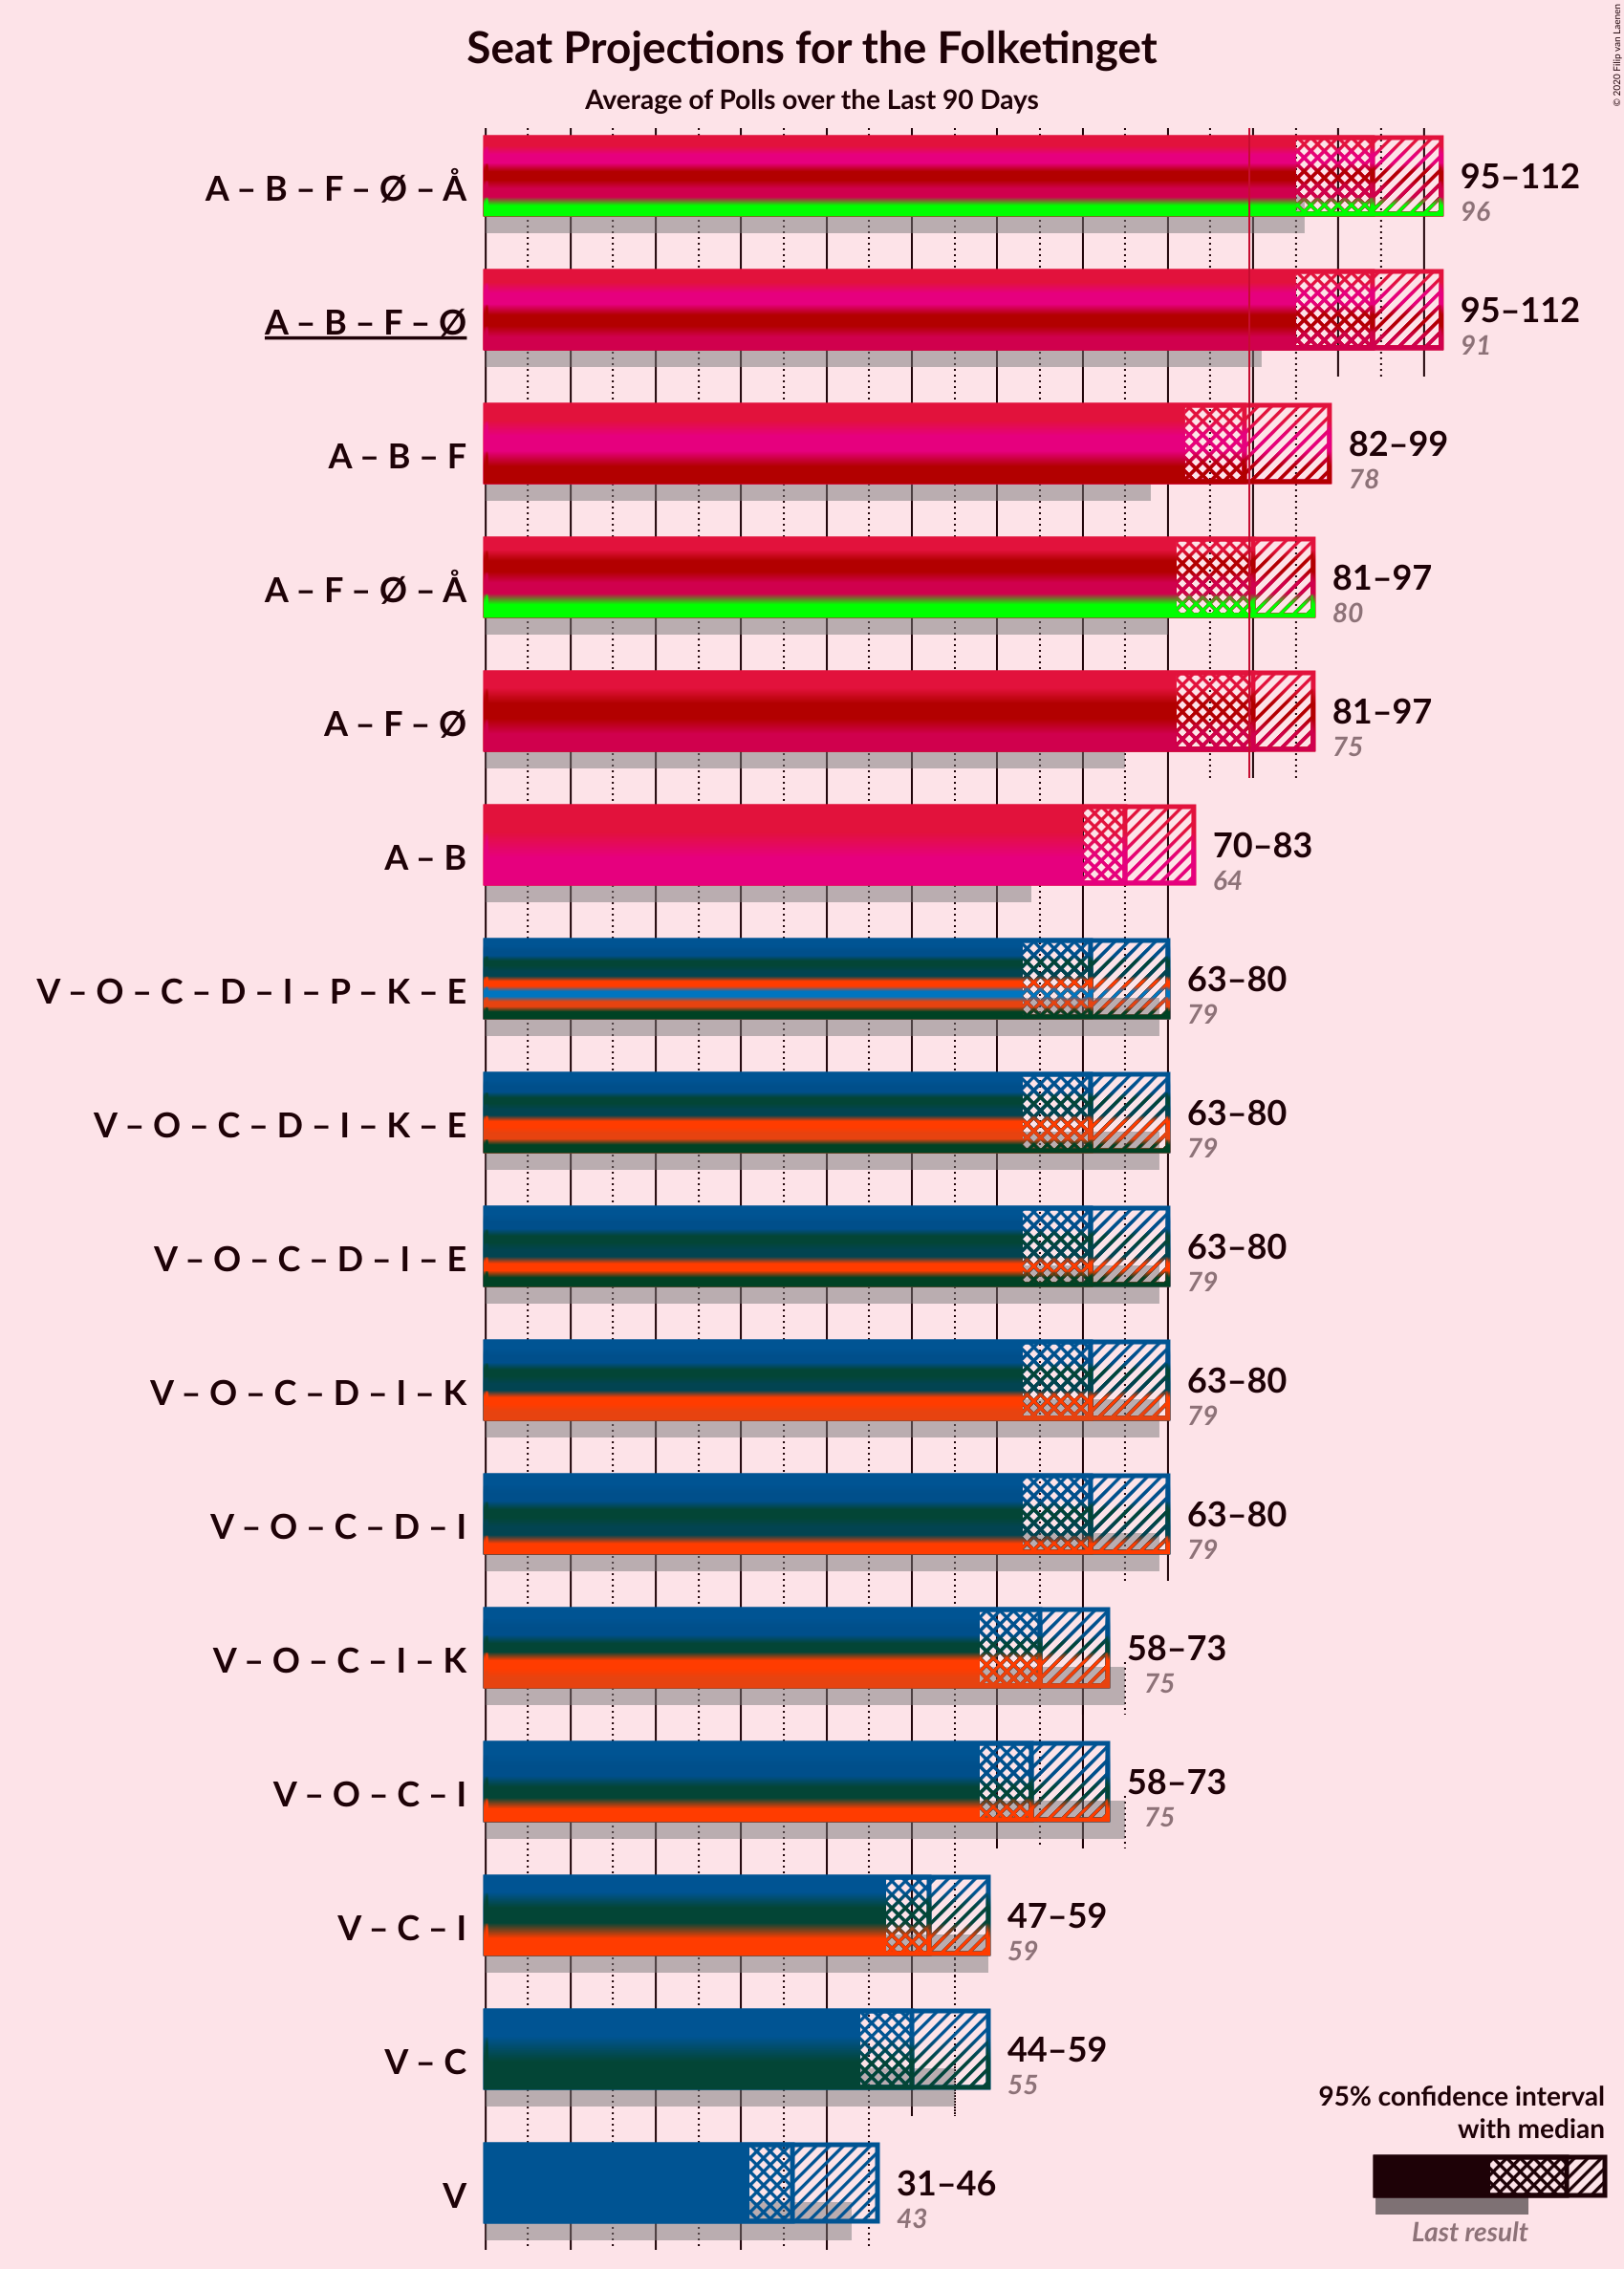 Seat Projections for the Folketinget
Average of Polls over the Last 90 Days
© 2020 Filip van Laenen
A – B – F – Ø – Å
95–112
96
A – B – F – Ø
95–112
91
A – B – F
82–99
78
A – F – Ø – Å
81–97
80
A – F – Ø
81–97
75
A – B
70–83
64
V – O – C – D – I – P – K – E
63–80
79
V – O – C – D – I – K – E
63–80
79
V – O – C – D – I – E
63–80
79
V – O – C – D – I – K
63–80
79
V – O – C – D – I
63–80
79
V – O – C – I – K
58–73
75
V – O – C – I
58–73
75
V – C – I
47–59
59
V – C
44–59
55
V
31–46
43
95% confidence interval
with median
Last result